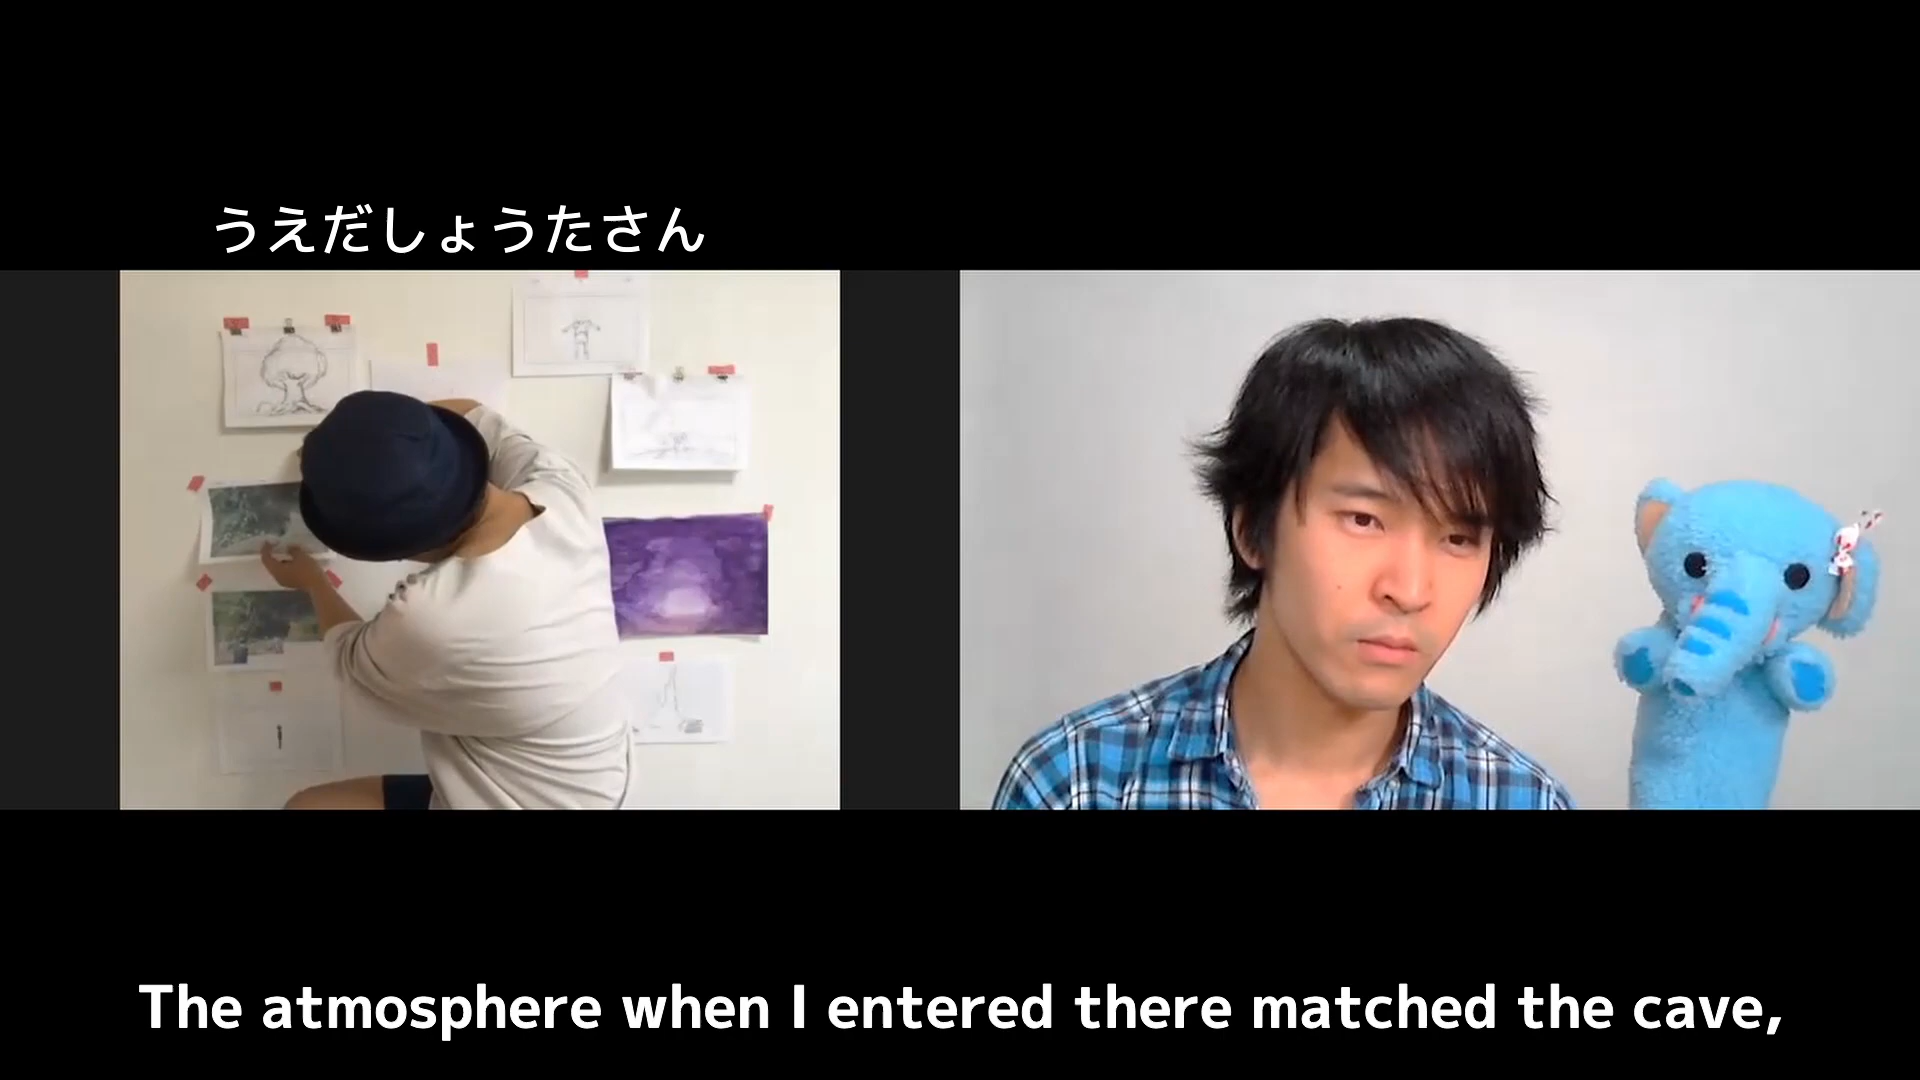 うえだしょうたさん
The atmosphere when I entered there matched the cave,